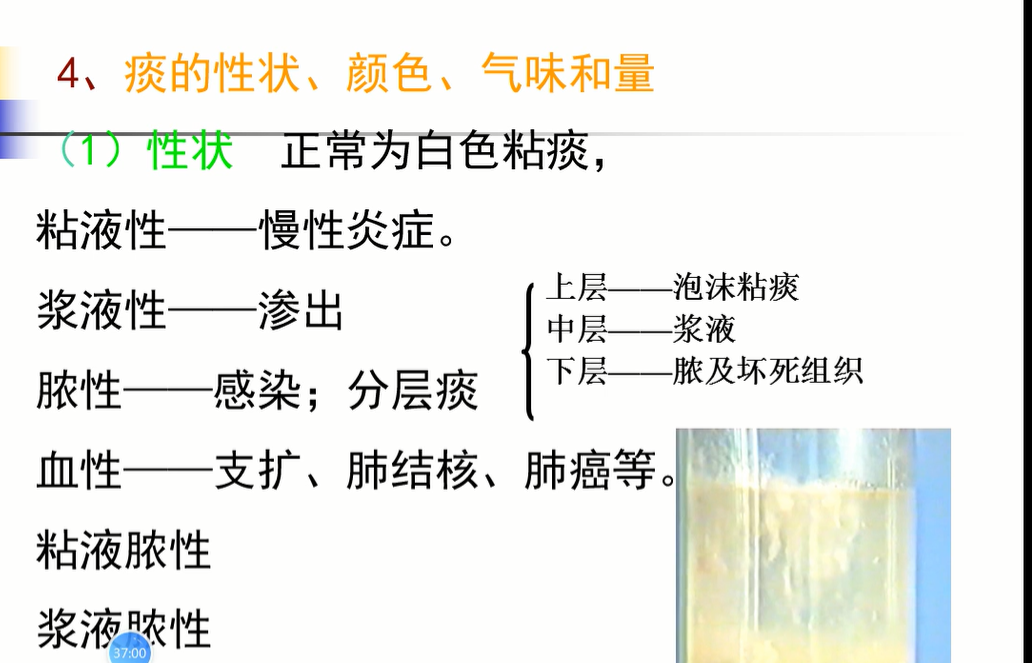 4、痰的性状、颜色、气味和量
（1）性状　正常为白色粘痰，
粘液性——慢性炎症。
浆液性——渗出
脓性——感染；分层痰
上层——泡沫粘痰
中层——浆液
下层——脓及坏死组织
血性——支扩、肺结核、肺癌等。
粘液脓性
浆液脓性
37:00